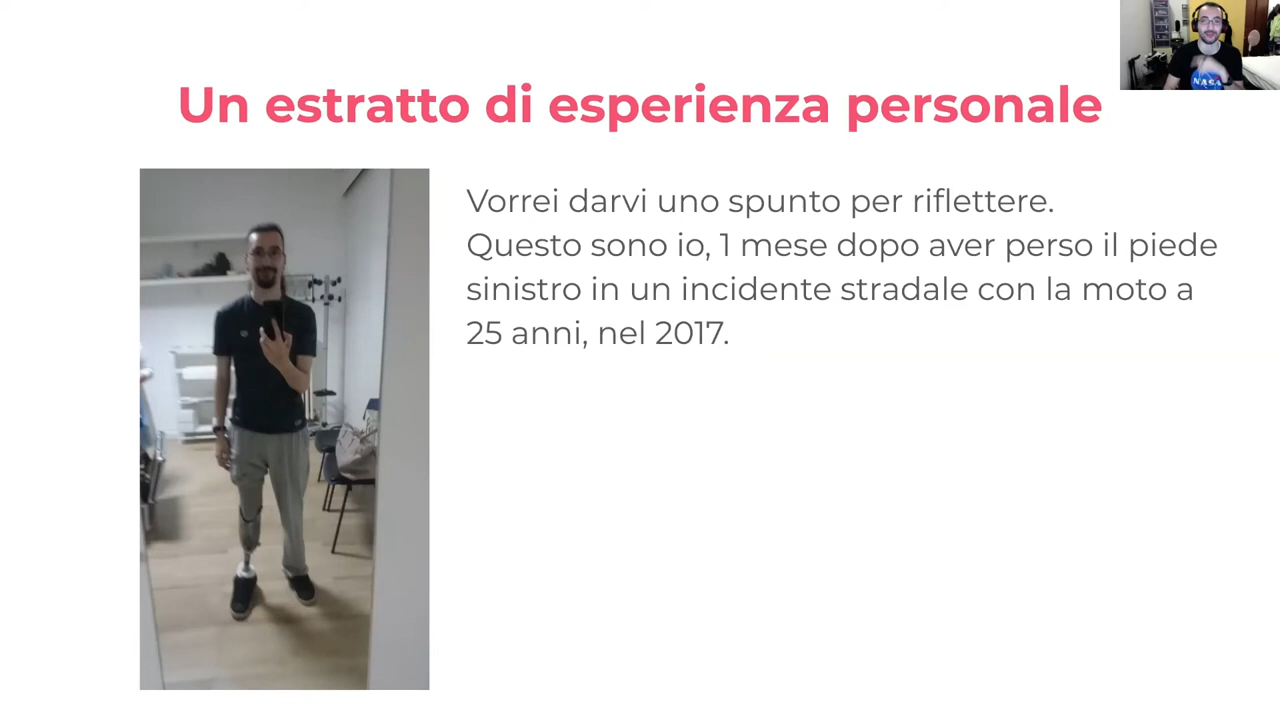 Un estratto di esperienza personale
NASA
Vorrei darvi uno spunto per riflettere.
Questo sono io, 1 mese dopo aver perso il piede
sinistro in un incidente stradale con la moto a
25 anni, nel 2017.